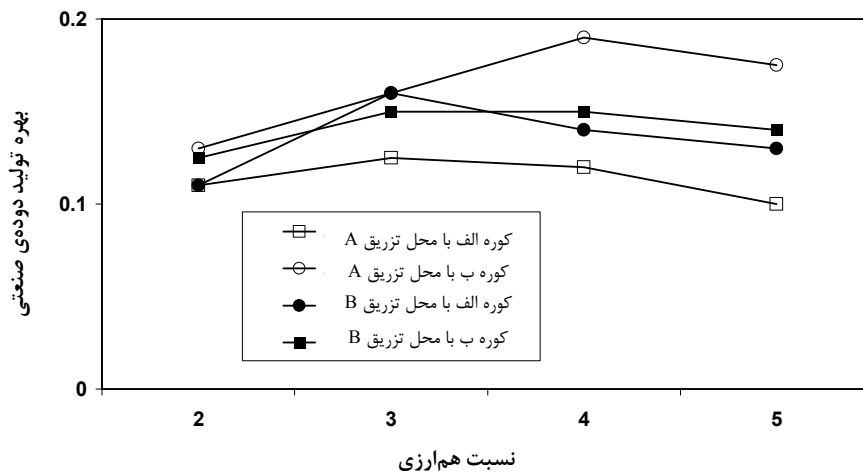 0.2
0.1
0
بهره تولید دوده‌ی صنعتی
کوره الف با محل تزریق A
کوره ب با محل تزریق A
کوره الف با محل تزریق B
کوره ب با محل تزریق B
2 3 4 5
نسبت هم‌ارزی